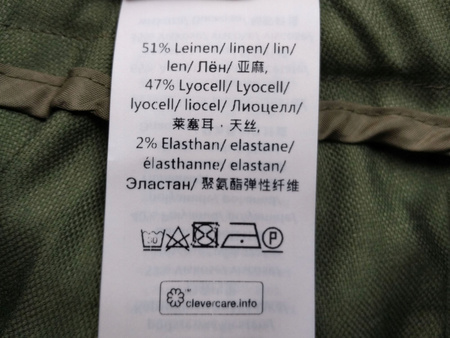 51% Leinen/ linen/ lin/
len/ Лён/ 亚麻,
47% Lyocell/ Lyocell/
lyocell/ liocel/ Лиоцелл/
莱塞耳·天丝,
2% Elasthan/ elastane/
élasthanne/ elastan/
Эластан/ 聚氨酯弹性纤维
30 P
clevercare.info